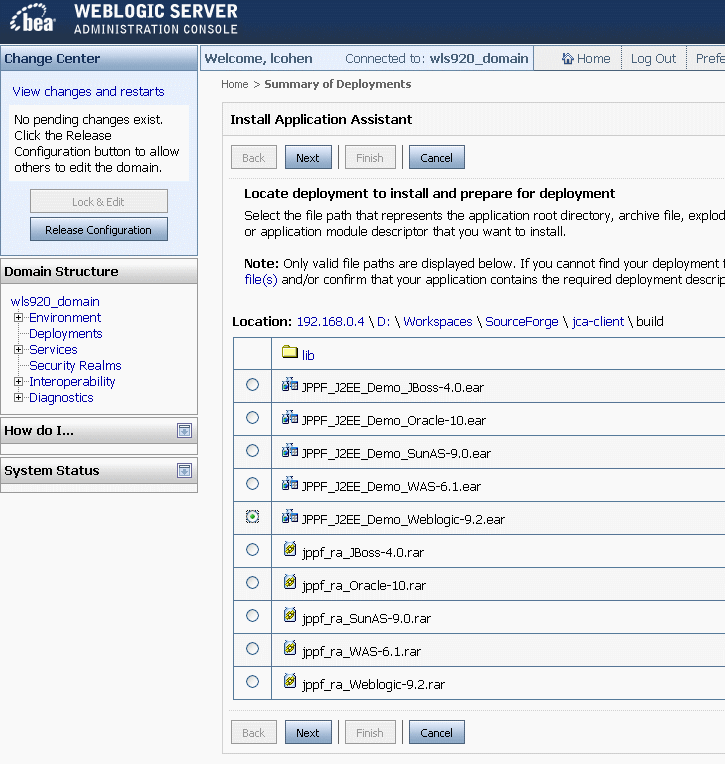 bea WEBLOGIC SERVER
ADMINISTRATION CONSOLE
Change Center
View changes and restarts
No pending changes exist.
Click the Release
Configuration button to allow
others to edit the domain.
Lock & Edit
Release Configuration
Domain Structure
wls920_domain
Environment
Deployments
Services
Security Realms
Interoperability
Diagnostics
How do I...
System Status
Welcome, lcohen Connected to: wls920_domain Home Log Out Prefe
Home > Summary of Deployments
Install Application Assistant
Back Next Finish Cancel
Locate deployment to install and prepare for deployment
Select the file path that represents the application root directory, archive file, explod
or application module descriptor that you want to install.
Note: Only valid file paths are displayed below. If you cannot find your deployment f
file(s) and/or confirm that your application contains the required deployment descrip
Location: 192.168.0.4 \ D: \ Workspaces \ SourceForge \ jca-client \ build
lib
JPPF_J2EE_Demo_JBoss-4.0.ear
JPPF_J2EE_Demo_Oracle-10.ear
JPPF_J2EE_Demo_SunAS-9.0.ear
JPPF_J2EE_Demo_WAS-6.1.ear
JPPF_J2EE_Demo_Weblogic-9.2.ear
jppf_ra_JBoss-4.0.rar
jppf_ra_Oracle-10.rar
jppf_ra_SunAS-9.0.rar
jppf_ra_WAS-6.1.rar
jppf_ra_Weblogic-9.2.rar
Back Next Finish Cancel